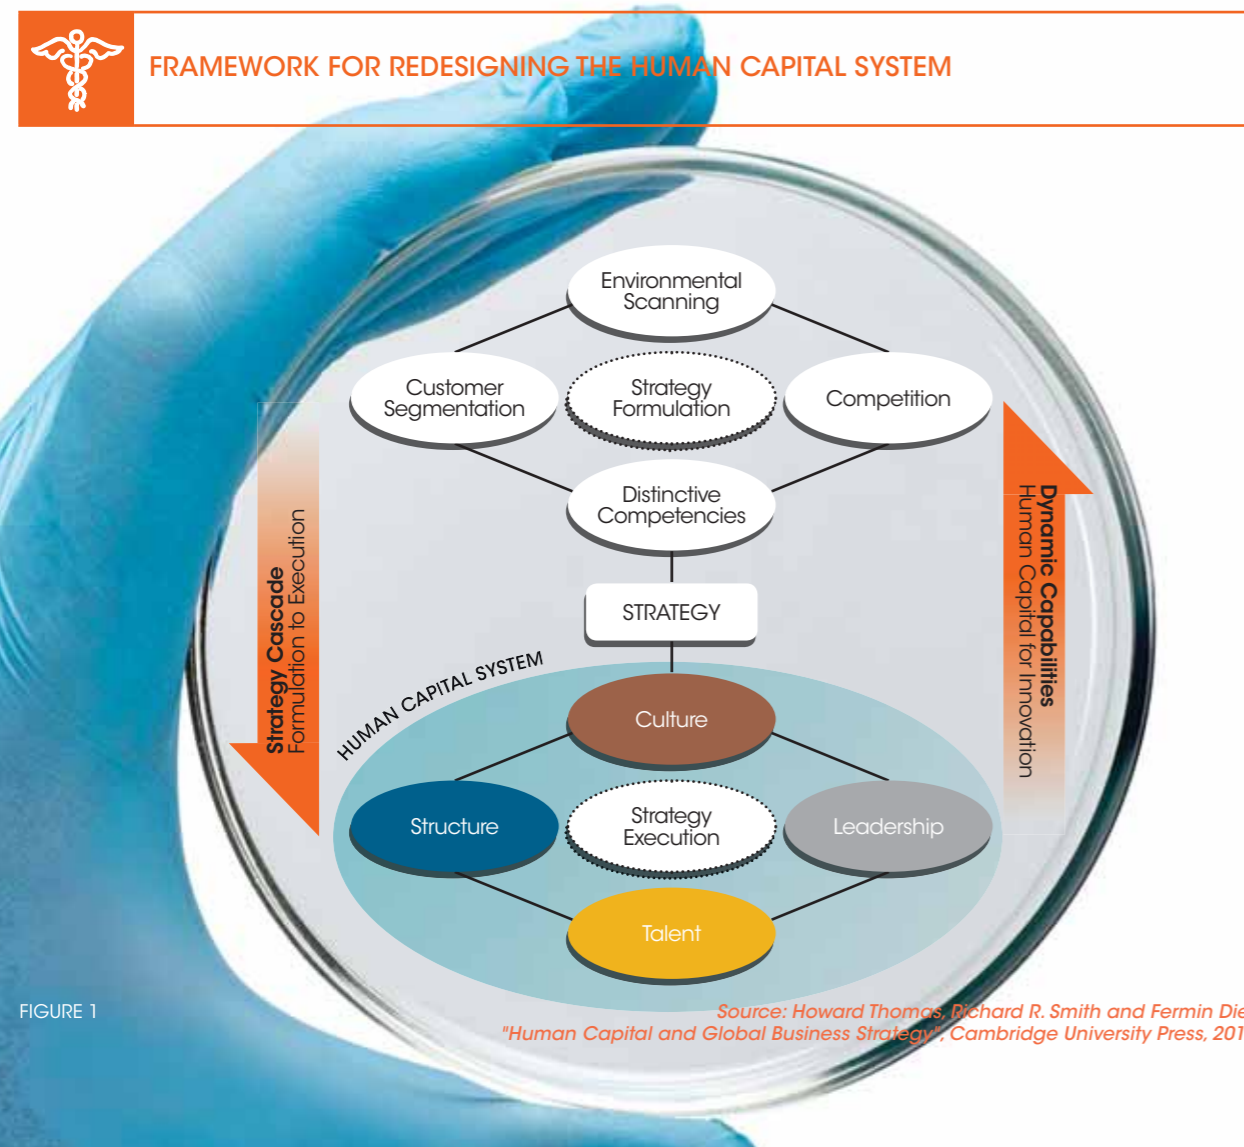 FRAMEWORK FOR REDESIGNING THE HUMAN CAPITAL SYSTEM
Environmental
Scanning
Customer
Segmentation
Strategy
Formulation
Competition
Distinctive
Competencies
STRATEGY
Strategy Cascade
Formulation to Execution
Dynamic Capabilities
Human Capital for Innovation
HUMAN CAPITAL SYSTEM
Culture
Structure
Strategy
Execution
Leadership
Talent
FIGURE 1
Source: Howard Thomas, Richard R. Smith and Fermin Die
"Human Capital and Global Business Strategy", Cambridge University Press, 201